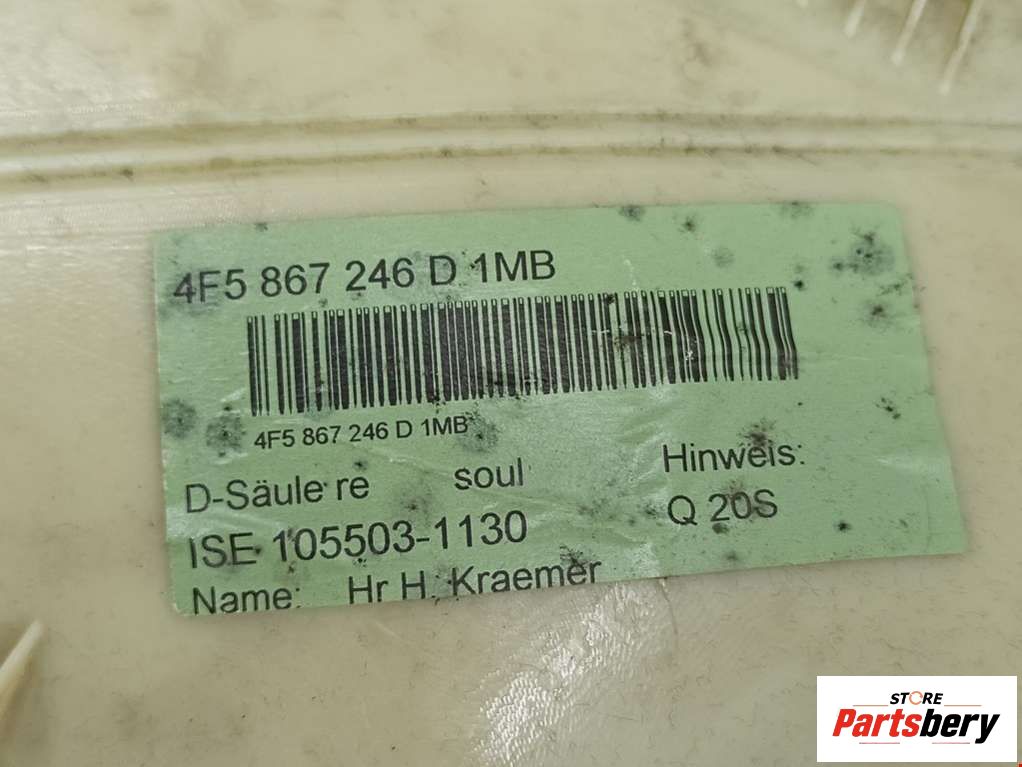 4F5 867 246 D 1MB
4F5 867 246 D 1MB
D-Säule re soul
Hinweis:
ISE 105503-1130
Q 20S
Name: Hr H. Kraemer
STORE
Partsbery